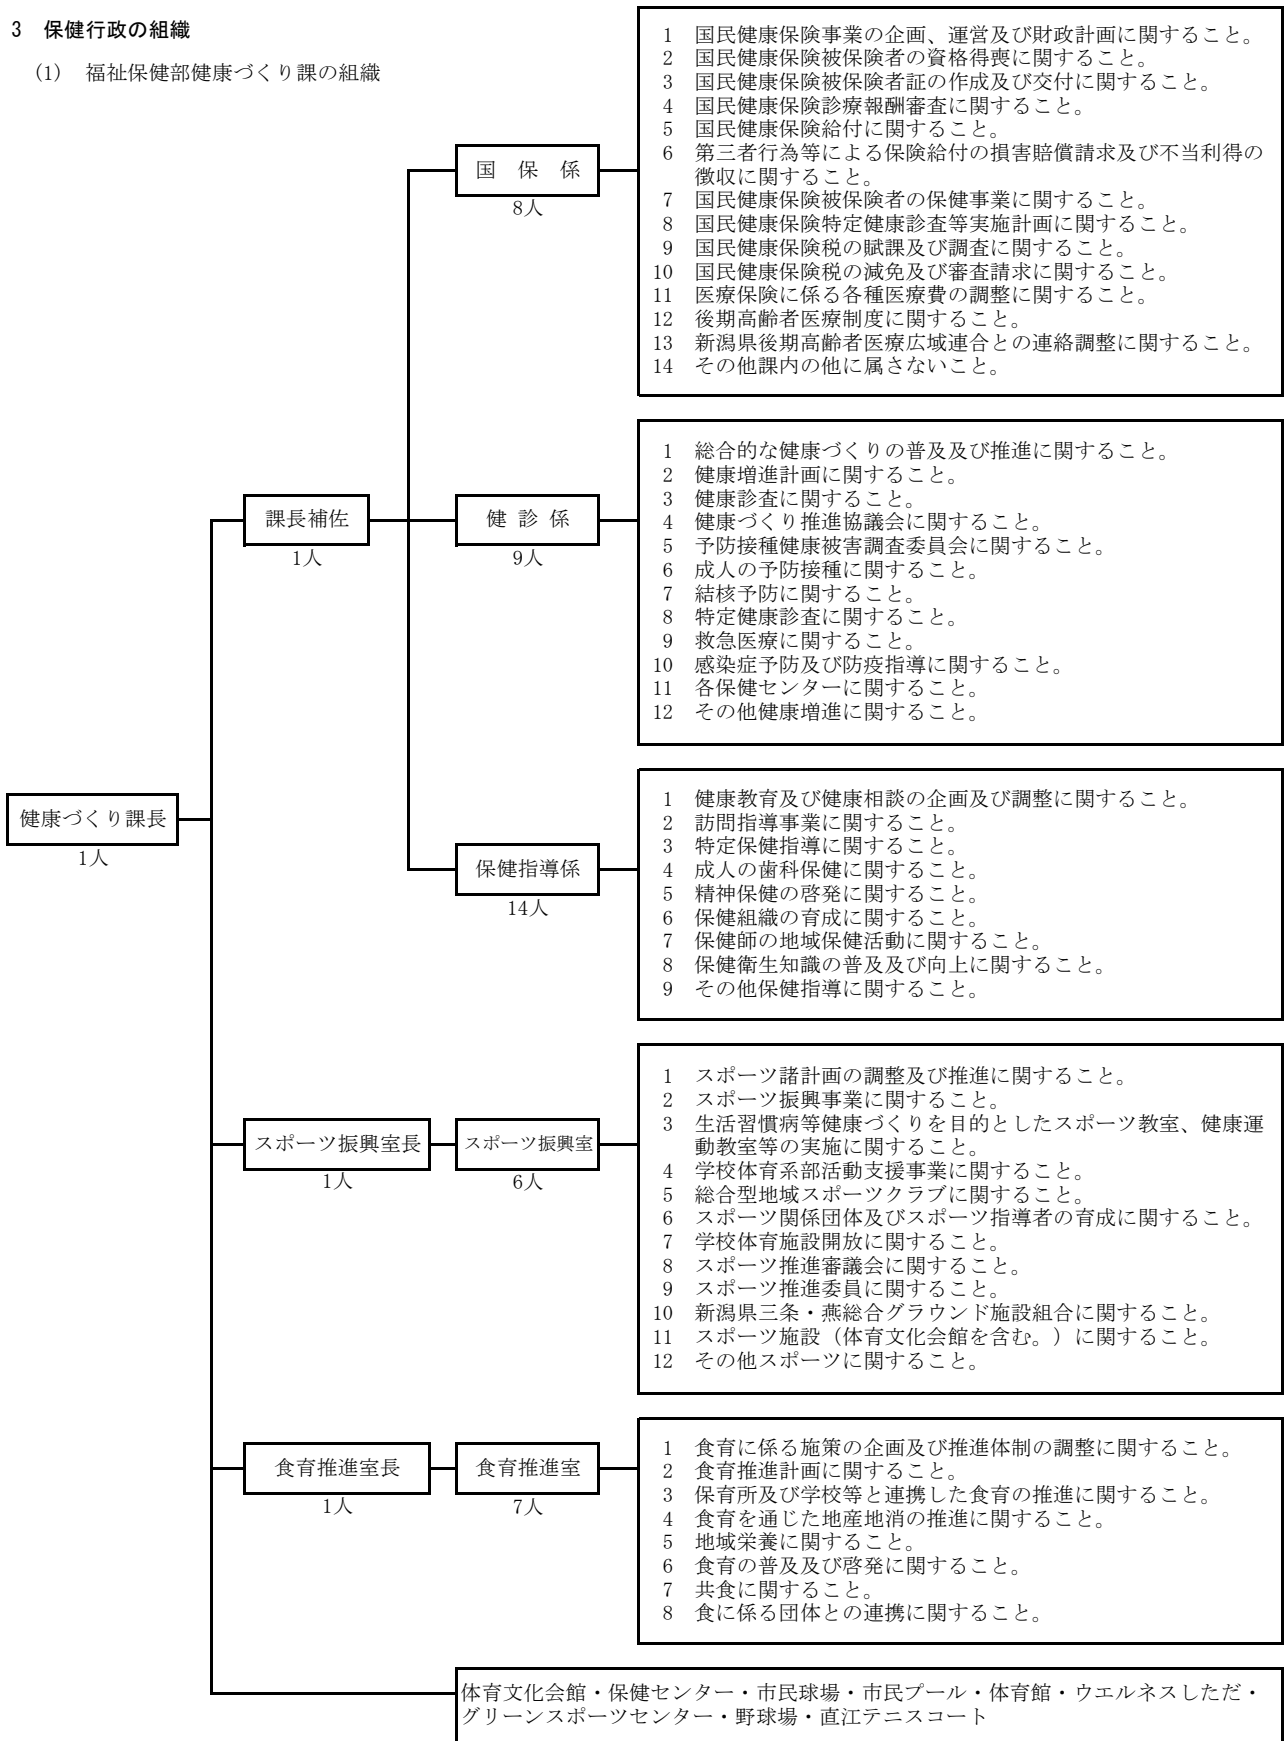 3 保健行政の組織
(1) 福祉保健部健康づくり課の組織
健康づくり課長
1人
課長補佐
1人
国 保 係
8人
1 国民健康保険事業の企画、運営及び財政計画に関すること。
2 国民健康保険被保険者の資格得喪に関すること。
3 国民健康保険被保険者証の作成及び交付に関すること。
4 国民健康保険診療報酬審査に関すること。
5 国民健康保険給付に関すること。
6 第三者行為等による保険給付の損害賠償請求及び不当利得の
徴収に関すること。
7 国民健康保険被保険者の保健事業に関すること。
8 国民健康保険特定健康診査等実施計画に関すること。
9 国民健康保険税の賦課及び調査に関すること。
10 国民健康保険税の減免及び審査請求に関すること。
11 医療保険に係る各種医療費の調整に関すること。
12 後期高齢者医療制度に関すること。
13 新潟県後期高齢者医療広域連合との連絡調整に関すること。
14 その他課内の他に属さないこと。
健 診 係
9人
1 総合的な健康づくりの普及及び推進に関すること。
2 健康増進計画に関すること。
3 健康診査に関すること。
4 健康づくり推進協議会に関すること。
5 予防接種健康被害調査委員会に関すること。
6 成人の予防接種に関すること。
7 結核予防に関すること。
8 特定健康診査に関すること。
9 救急医療に関すること。
10 感染症予防及び防疫指導に関すること。
11 各保健センターに関すること。
12 その他健康増進に関すること。
保健指導係
14人
1 健康教育及び健康相談の企画及び調整に関すること。
2 訪問指導事業に関すること。
3 特定保健指導に関すること。
4 成人の歯科保健に関すること。
5 精神保健の啓発に関すること。
6 保健組織の育成に関すること。
7 保健師の地域保健活動に関すること。
8 保健衛生知識の普及及び向上に関すること。
9 その他保健指導に関すること。
スポーツ振興室長
1人
スポーツ振興室
6人
1 スポーツ諸計画の調整及び推進に関すること。
2 スポーツ振興事業に関すること。
3 生活習慣病等健康づくりを目的としたスポーツ教室、健康運
動教室等の実施に関すること。
4 学校体育系部活動支援事業に関すること。
5 総合型地域スポーツクラブに関すること。
6 スポーツ関係団体及びスポーツ指導者の育成に関すること。
7 学校体育施設開放に関すること。
8 スポーツ推進審議会に関すること。
9 スポーツ推進委員に関すること。
10 新潟県三条・燕総合グラウンド施設組合に関すること。
11 スポーツ施設（体育文化会館を含む。）に関すること。
12 その他スポーツに関すること。
食育推進室長
1人
食育推進室
7人
1 食育に係る施策の企画及び推進体制の調整に関すること。
2 食育推進計画に関すること。
3 保育所及び学校等と連携した食育の推進に関すること。
4 食育を通じた地産地消の推進に関すること。
5 地域栄養に関すること。
6 食育の普及及び啓発に関すること。
7 共食に関すること。
8 食に係る団体との連携に関すること。
体育文化会館・保健センター・市民球場・市民プール・体育館・ウエルネスしただ・
グリーンスポーツセンター・野球場・直江テニスコート